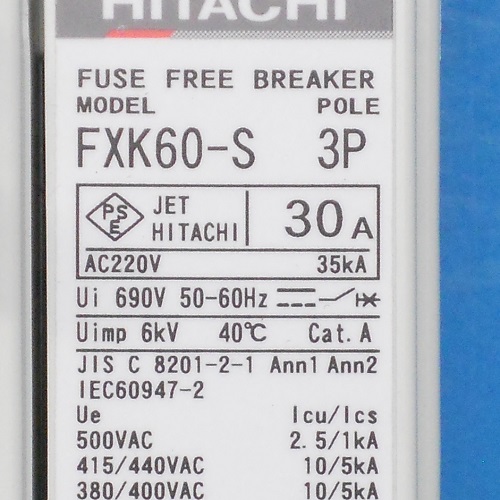 HITACHI
FUSE FREE BREAKER
MODEL POLE
FXK60-S 3P
PSE JET HITACHI 30A
AC220V 35kA
Ui 690V 50-60Hz
Uimp 6kV 40℃ Cat. A
JIS C 8201-2-1 Ann1 Ann2
IEC60947-2
Ue Icu/Ics
500VAC 2.5/1kA
415/440VAC 10/5kA
380/400VAC 10/5kA